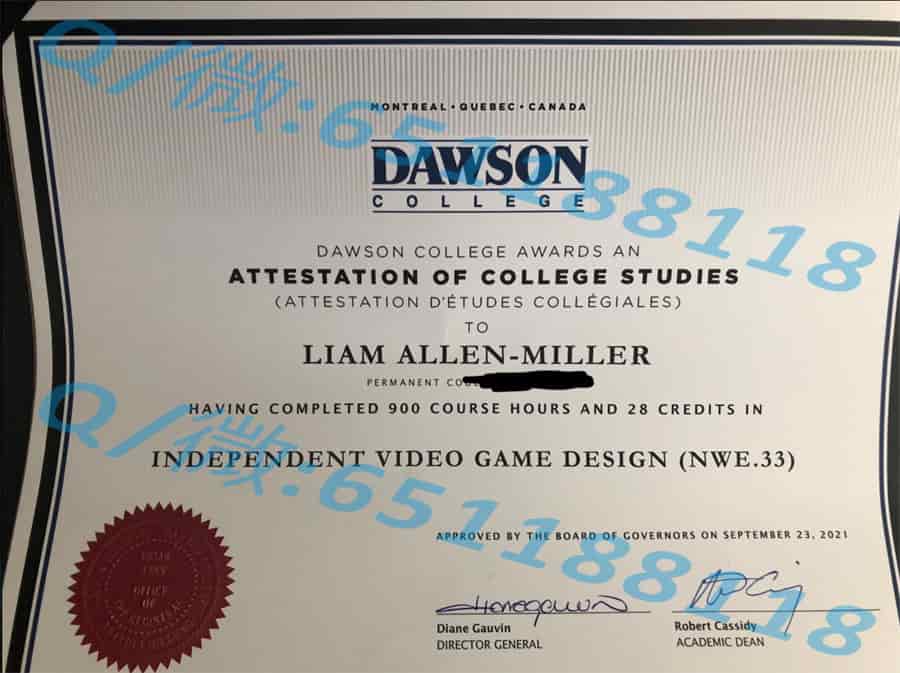 MONTREAL • QUEBEC • CANADA
DAWSON
COLLEGE
DAWSON COLLEGE AWARDS AN
ATTESTATION OF COLLEGE STUDIES
(ATTESTATION D'ÉTUDES COLLÉGIALES)
TO
LIAM ALLEN-MILLER
PERMANENT
HAVING COMPLETED 900 COURSE HOURS AND 28 CREDITS IN
INDEPENDENT VIDEO GAME DESIGN (NWE.33)
APPROVED BY THE BOARD OF GOVERNORS ON SEPTEMBER 23, 2021
Diane Gauvin
DIRECTOR GENERAL
Robert Cassidy
ACADEMIC DEAN
OFFICE
OF
Q/微:651188118
Q/微:651188118